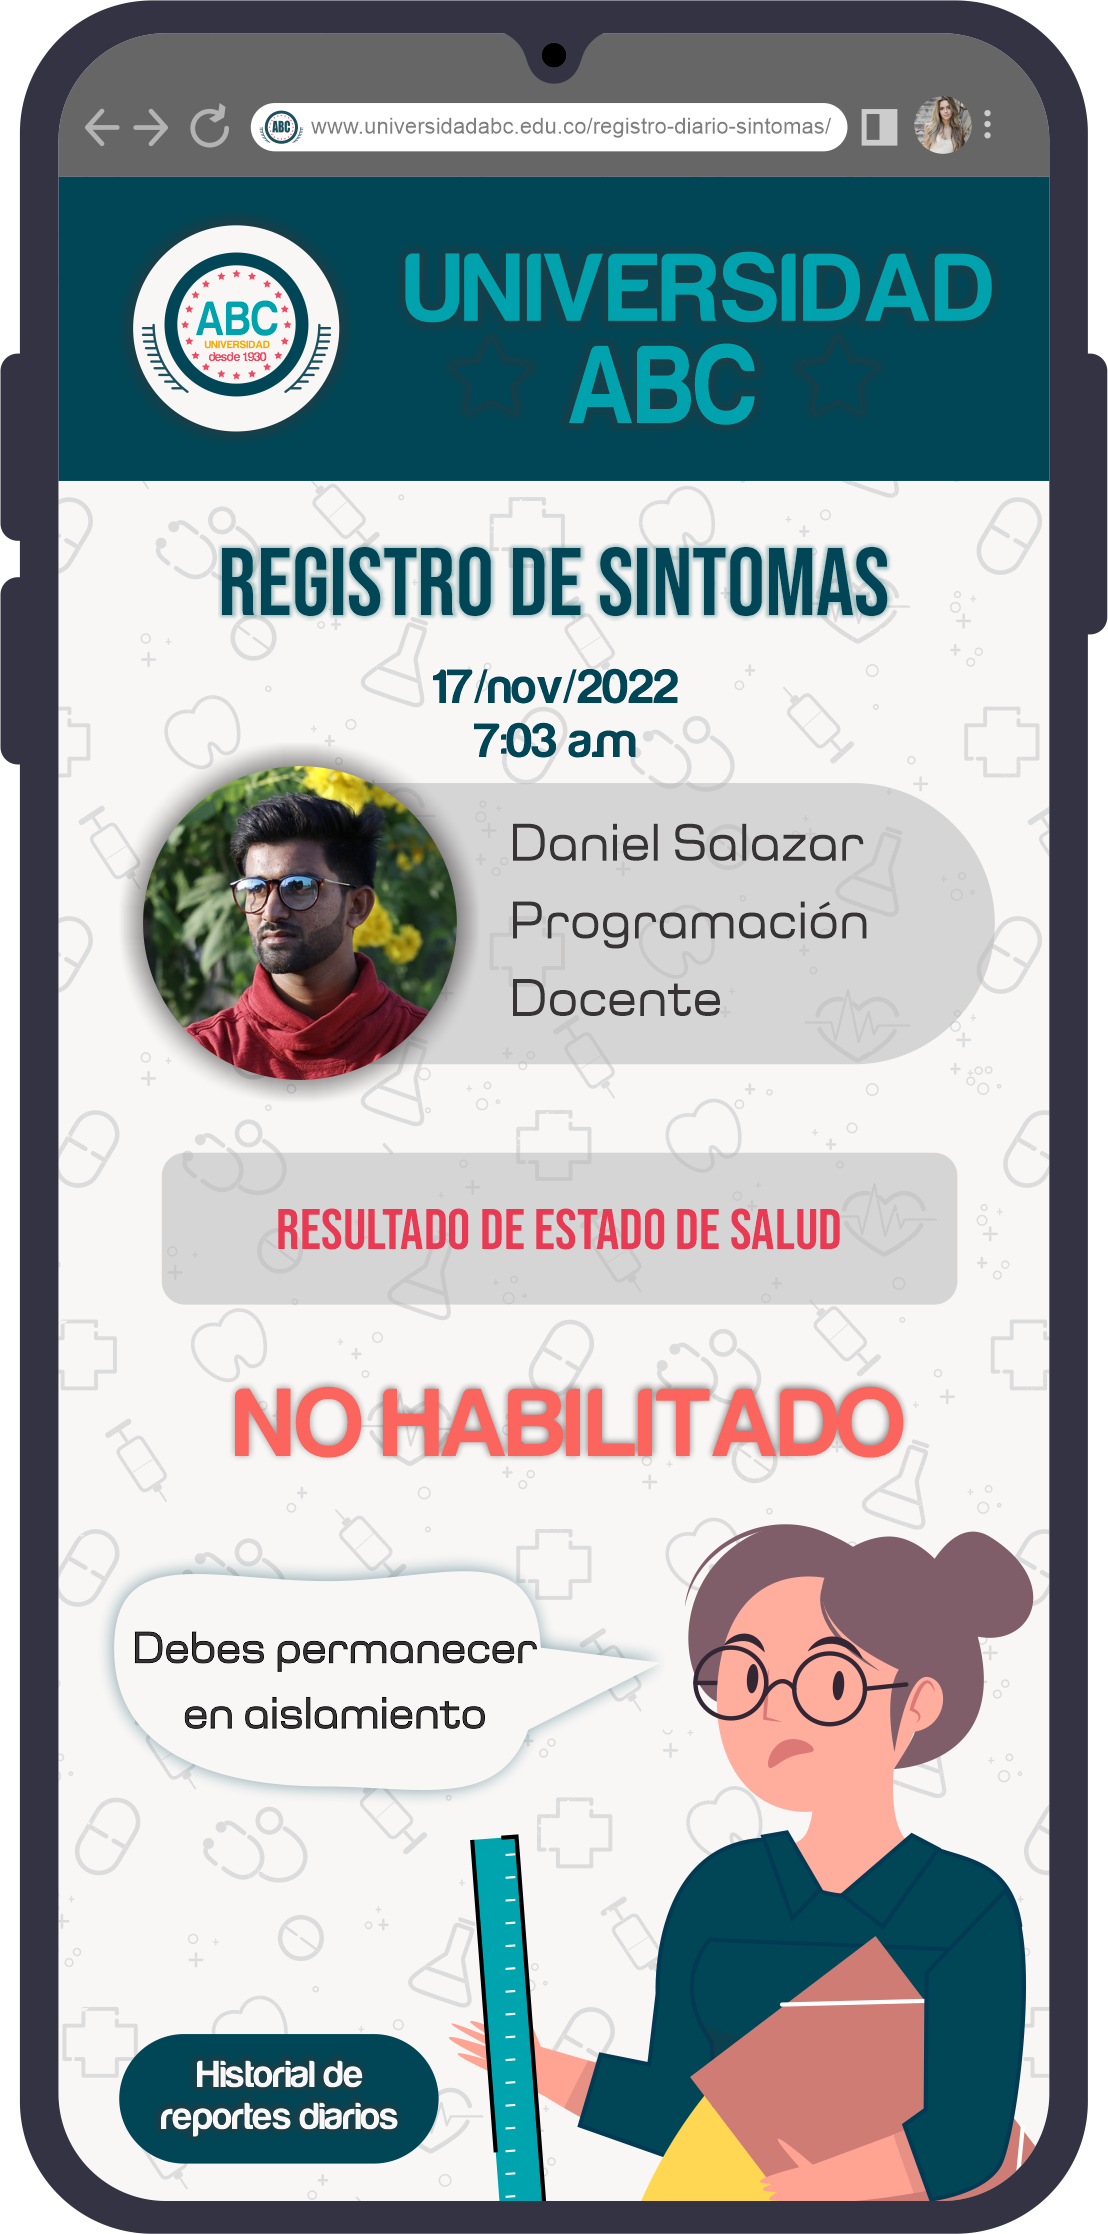 ABC
www.universidadabc.edu.co/registro-diario-sintomas/
ABC
UNIVERSIDAD
desde 1930
UNIVERSIDAD
ABC
REGISTRO DE SINTOMAS
17/nov/2022
7:03 a.m
Daniel Salazar
Programación
Docente
RESULTADO DE ESTADO DE SALUD
NO HABILITADO
Debes permanecer
en aislamiento
Historial de
reportes diarios